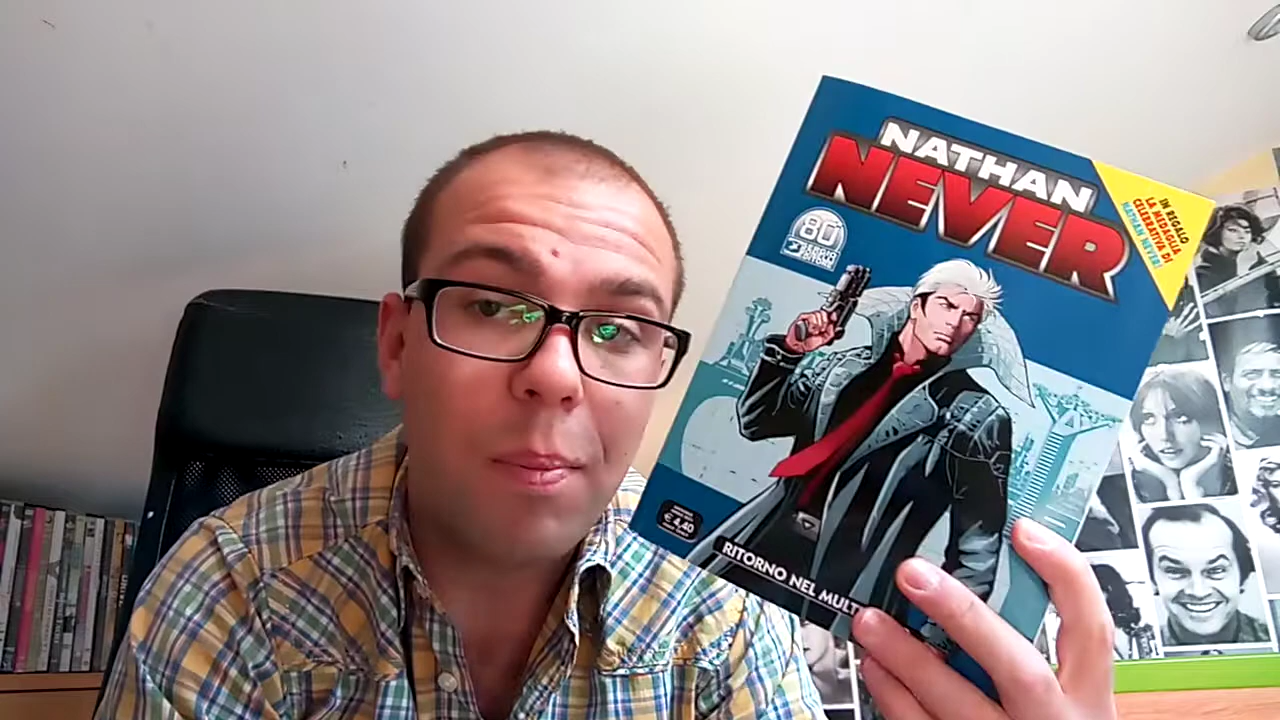 NATHAN
NEVER
IN REGALO
LA MEDAGLIA
CELEBRATIVA DI
NATHAN NEVER!
80
SERGIO
BONELLI
EDITORE
€ 4,40
RITORNO NEL MULT